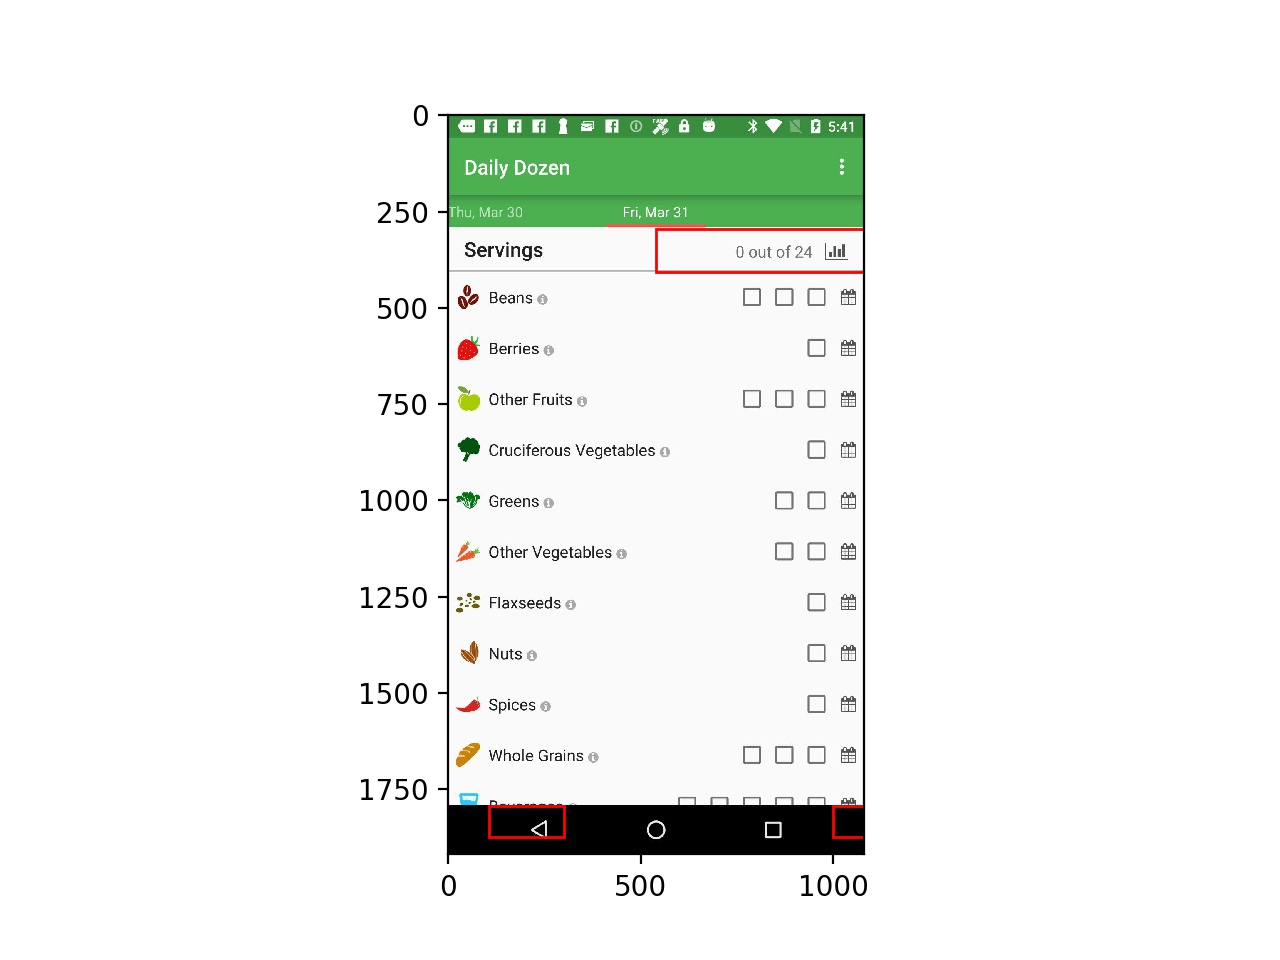 0
250
500
750
1000
1250
1500
1750
5:41
Daily Dozen
Thu, Mar 30
Fri, Mar 31
Servings
0 out of 24
Beans
Berries
Other Fruits
Cruciferous Vegetables
Greens
Other Vegetables
Flaxseeds
Nuts
Spices
Whole Grains
Beverages
0
500
1000